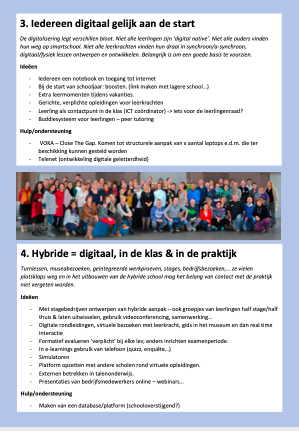 3. Iedereen digitaal gelijk aan de start
De digitalisering legt verschillen bloot. Niet alle leerlingen zijn 'digital native'. Niet alle ouders vinden
hun weg op smartschool. Niet alle leerkrachten vinden hun draai in synchroon/a-synchroon,
digitaal/fysiek lessen ontwerpen en ontwikkelen. Belangrijk is om een goede basis te voorzien.
Ideeën
- Iedereen een notebook en toegang tot internet
- Bij de start van schooljaar: boosten. (link maken met lagere school...)
- Extra leermomenten tijdens vakanties.
- Gerichte, verplichte opleidingen voor leerkrachten
- Leerling als contactpunt in de klas (ICT coördinator) -> iets voor de leerlingenraad?
- Buddiesysteem voor leerlingen – peer tutoring
Hulp/ondersteuning
- VOKA – Close The Gap. Komen tot structurele aanpak van x aantal laptops e.d.m. die ter
beschikking kunnen gesteld worden
- Telenet (ontwikkeling digitale geletterdheid)
4. Hybride = digitaal, in de klas & in de praktijk
Turnlessen, museabezoeken, geïntegreerde werkproeven, stages, bedrijfsbezoeken,... ze vielen
plotsklaps weg en in het uitbouwen van de hybride school mag het belang van contact met de praktijk
niet vergeten worden.
Ideeën
- Met stagebedrijven ontwerpen van hybride aanpak – ook groepjes van leerlingen half stage/half
thuis & laten uitwisselen, gebruik videoconferencing, samenwerking...
- Digitale rondleidingen, virtuele bezoeken met leerkracht, gids in het museum en dan real time
interactie
- Formatief evalueren 'verplicht' bij elke les; anders inrichten examenperiode.
- In e-learnings gebruik van telefoon (quizz, enquête...)
- Simulatoren
- Platform opzetten met andere scholen rond virtuele opleidingen.
- Externen betrekken in talenonderwijs.
- Presentaties van bedrijfsmedewerkers online – webinars...
Hulp/ondersteuning
- Maken van een database/platform (schooloverstijgend?)